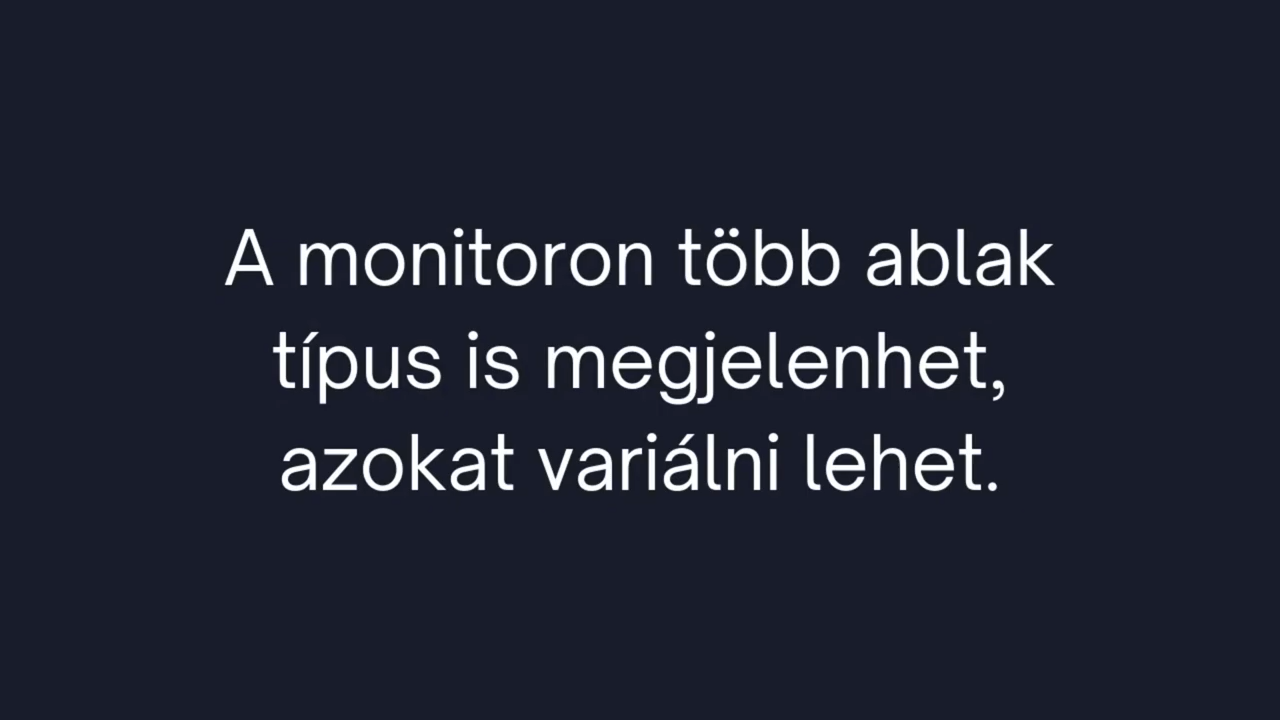 A monitoron több ablak
típus is megjelenhet,
azokat variálni lehet.